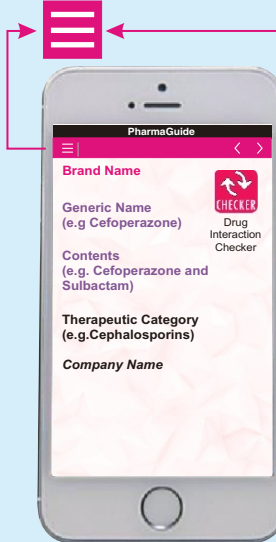 PharmaGuide
Brand Name
CHECKER
Generic Name
(e.g Cefoperazone)
Drug
Interaction
Checker
Contents
(e.g. Cefoperazone and
Sulbactam)
Therapeutic Category
(e.g.Cephalosporins)
Company Name